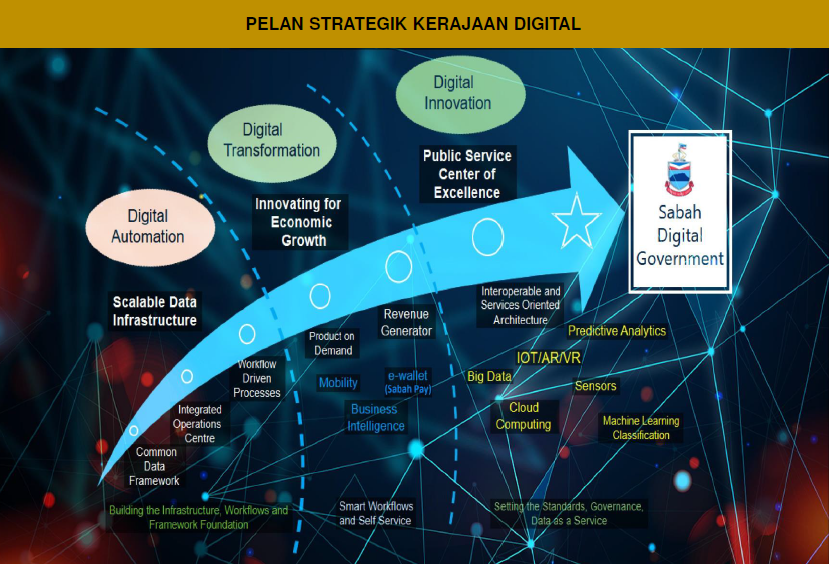 PELAN STRATEGIK KERAJAAN DIGITAL
Digital
Innovation
Digital
Transformation
Public Service
Center of
Excellence
Digital
Automation
Innovating for
Economic
Growth
Sabah
Digital
Government
Scalable Data
Infrastructure
Interoperable and
Services Oriented
Architecture
Revenue
Generator
Product on
Demand
Predictive Analytics
Workflow
Driven
Processes
IOT/AR/VR
Mobility
e-wallet
(Sabah Pay)
Big Data
Sensors
Integrated
Operations
Centre
Business
Intelligence
Cloud
Computing
Machine Learning
Classification
Common
Data
Framework
Building the Infrastructure, Workflows and
Framework Foundation
Smart Workflows
and Self Service
Setting the Standards, Governance,
Data as a Service